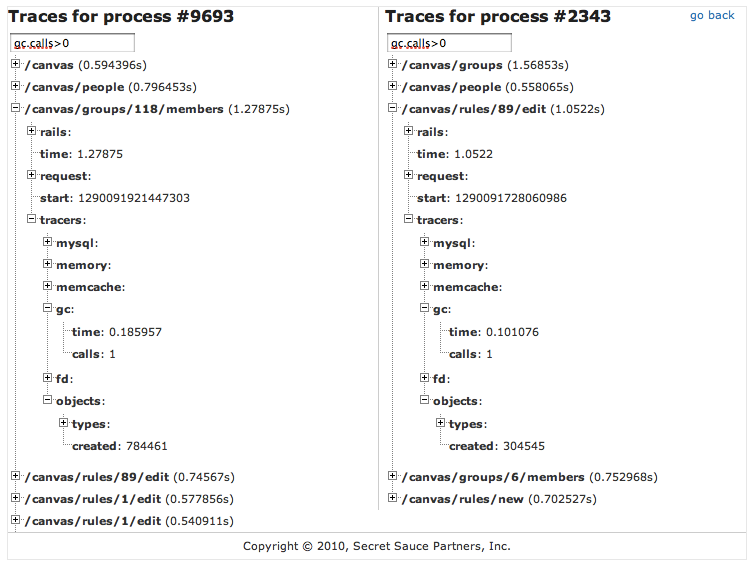 Traces for process #9693
gc.calls>0
/canvas (0.594396s)
/canvas/people (0.796453s)
/canvas/groups/118/members (1.27875s)
rails:
time: 1.27875
request:
start: 1290091921447303
tracers:
mysql:
memory:
memcache:
gc:
time: 0.185957
calls: 1
fd:
objects:
types:
created: 784461
/canvas/rules/89/edit (0.74567s)
/canvas/rules/1/edit (0.577856s)
/canvas/rules/1/edit (0.540911s)
Traces for process #2343
go back
gc.calls>0
/canvas/groups (1.56853s)
/canvas/people (0.558065s)
/canvas/rules/89/edit (1.0522s)
rails:
time: 1.0522
request:
start: 1290091728060986
tracers:
mysql:
memory:
memcache:
gc:
time: 0.101076
calls: 1
fd:
objects:
types:
created: 304545
/canvas/groups/6/members (0.752968s)
/canvas/rules/new (0.702527s)
Copyright © 2010, Secret Sauce Partners, Inc.